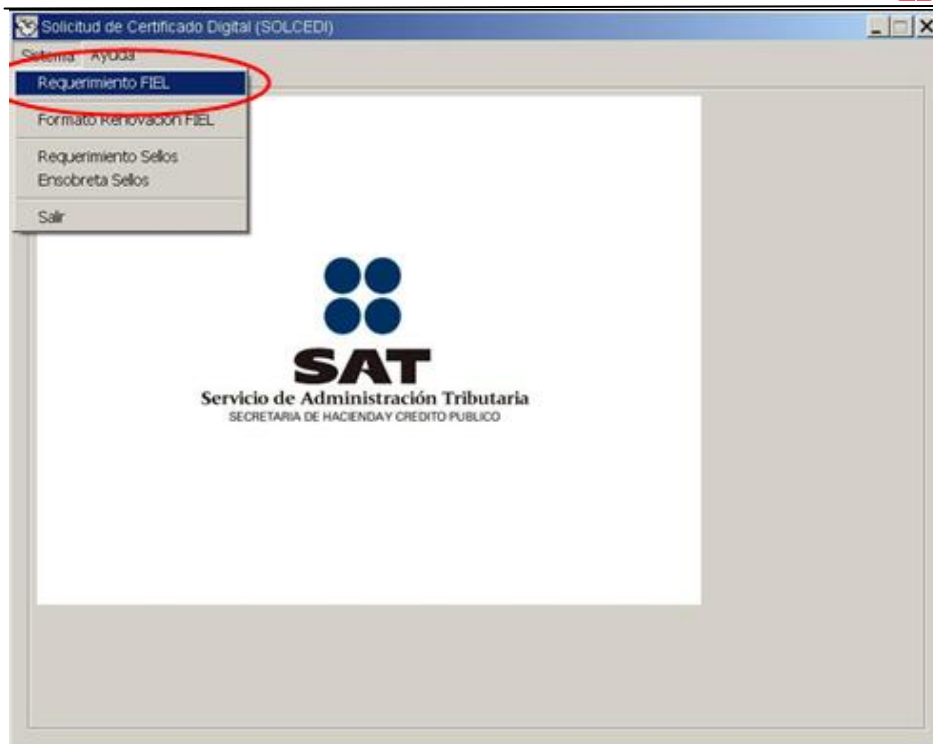 Solicitud de Certificado Digital (SOLCEDI)
Sistema Ayuda
Requerimiento FIEL
Formato Renovación FIEL
Requerimiento Sellos
Ensobreta Sellos
Salir
SAT
Servicio de Administración Tributaria
SECRETARIA DE HACIENDA Y CREDITO PUBLICO